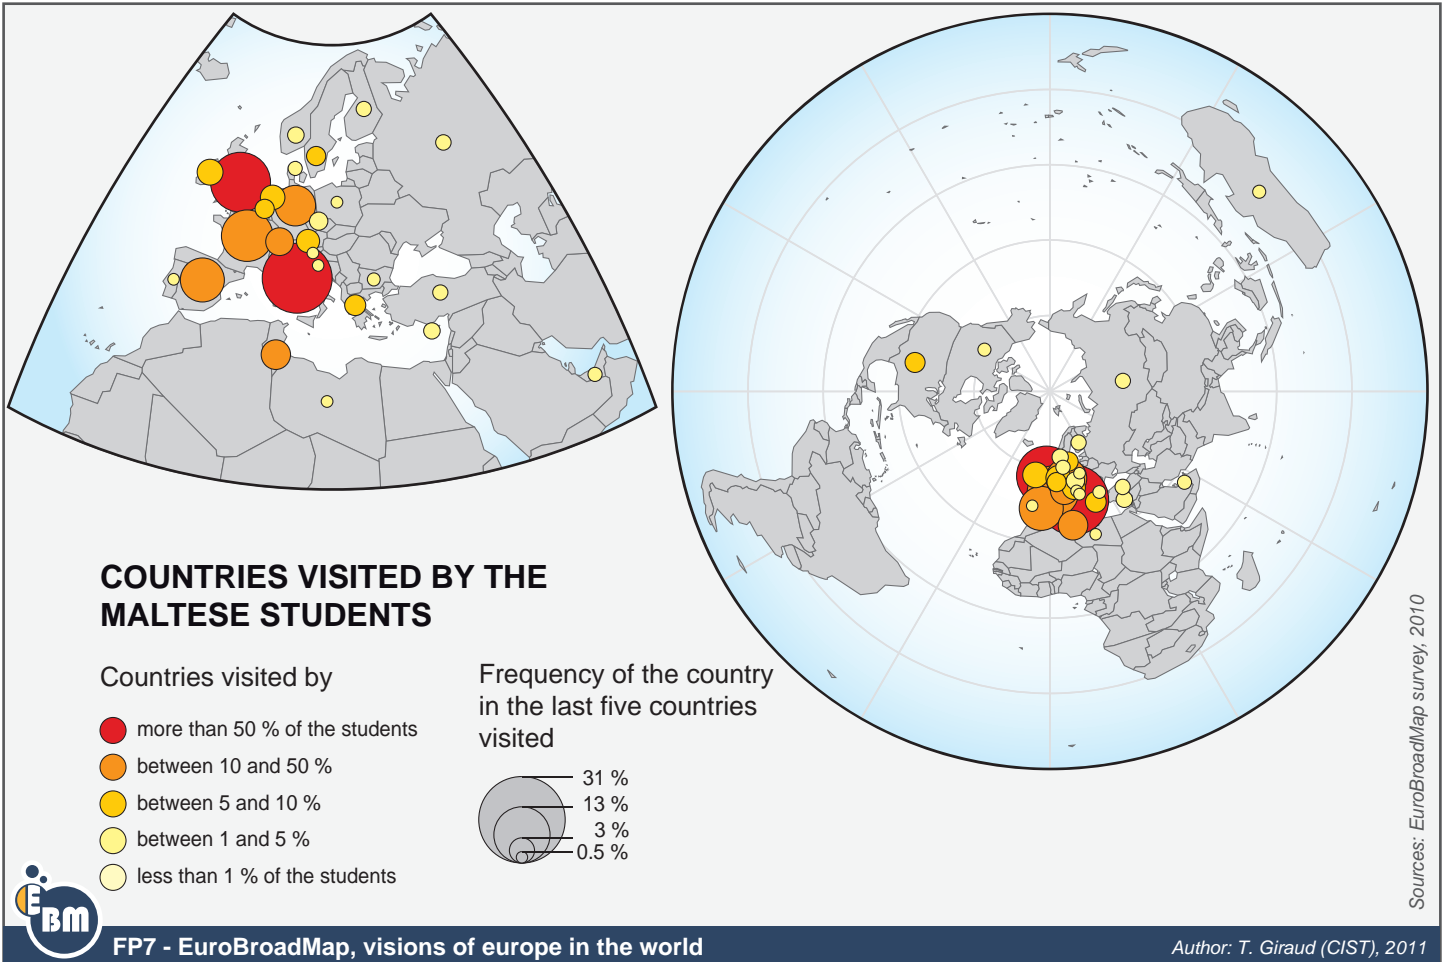 COUNTRIES VISITED BY THE
MALTESE STUDENTS
Countries visited by
more than 50 % of the students
between 10 and 50 %
between 5 and 10 %
between 1 and 5 %
less than 1 % of the students
Frequency of the country
in the last five countries
visited
31 %
13 %
3 %
0.5 %
Sources: EuroBroadMap survey, 2010
EBM
FP7 - EuroBroadMap, visions of europe in the world
Author: T. Giraud (CIST), 2011